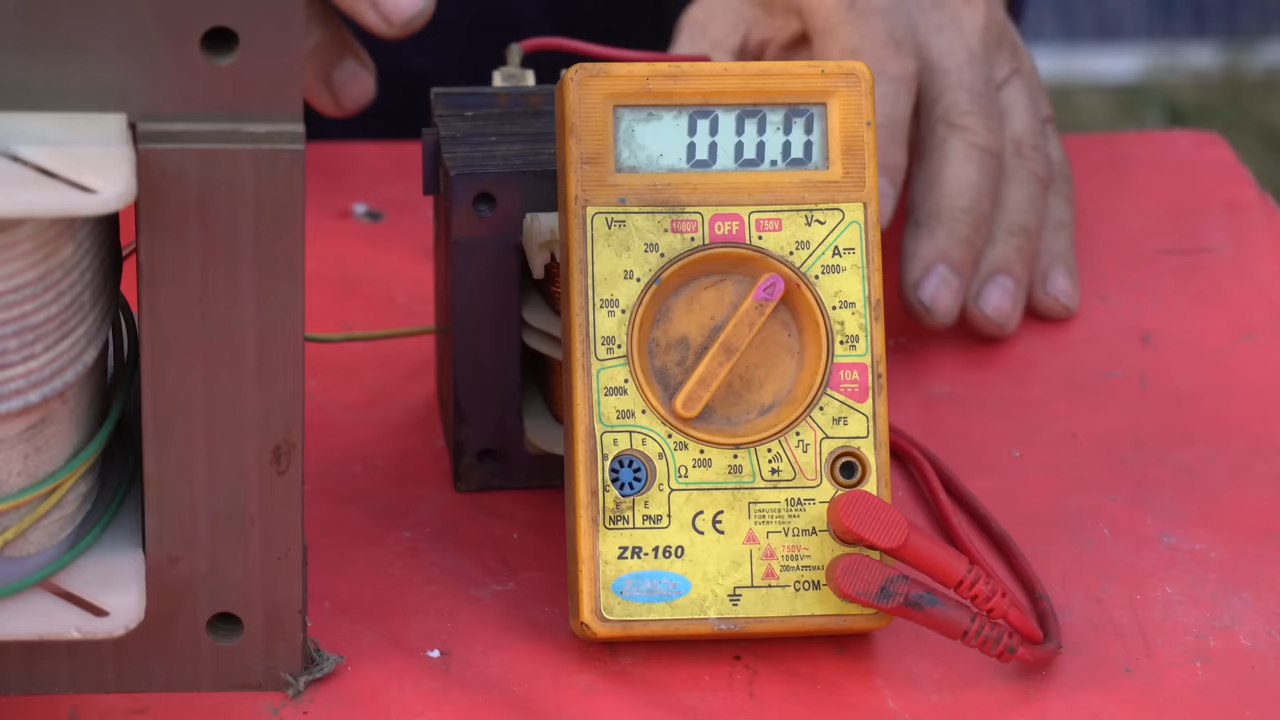 00.0
V⎓ 1000V OFF 750V V~
200 200 A⎓
20 2000µ
2000m 20m
200m 200m
2000k 10A
200k hFE
20k
Ω 2000 200
E E
B B
C C
E E
NPN PNP
10A⎓
UNFUSED 10A MAX
FOR 10 sec MAX
EVERY 15min
CE
VΩmA
ZR-160
750V~
1000V⎓
200mA⎓MAX
COM